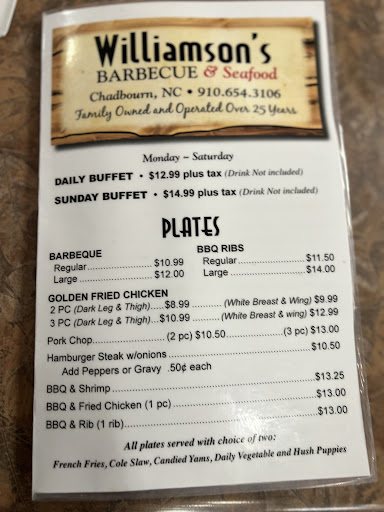 Williamson's
BARBECUE & Seafood
Chadbourn, NC • 910.654.3106
Family Owned and Operated Over 25 Years
Monday ~ Saturday
DAILY BUFFET • $12.99 plus tax (Drink Not included)
SUNDAY BUFFET • $14.99 plus tax (Drink Not included)
PLATES
BARBEQUE
Regular........................$10.99
Large...........................$12.00
BBQ RIBS
Regular.......................$11.50
Large..........................$14.00
GOLDEN FRIED CHICKEN
2 PC (Dark Leg & Thigh)....$8.99 .......... (White Breast & Wing) $9.99
3 PC (Dark Leg & Thigh)...$10.99 .......... (White Breast & wing) $12.99
Pork Chop........................(2 pc) $10.50..................(3 pc) $13.00
Hamburger Steak w/onions ..........................................$10.50
Add Peppers or Gravy .50¢ each
BBQ & Shrimp ..............................................................$13.25
BBQ & Fried Chicken (1 pc) ..........................................$13.00
BBQ & Rib (1 rib)...........................................................$13.00
All plates served with choice of two:
French Fries, Cole Slaw, Candied Yams, Daily Vegetable and Hush Puppies